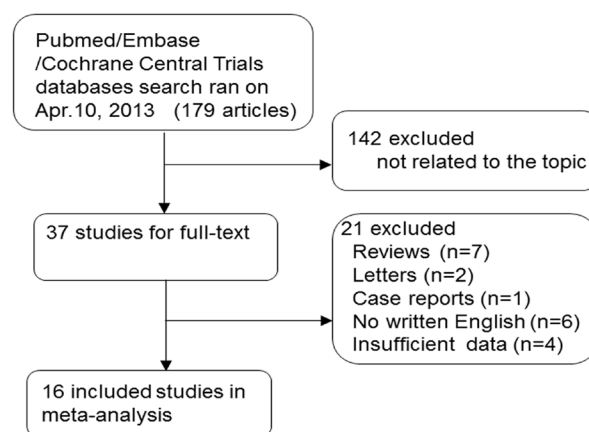 Pubmed/Embase
/Cochrane Central Trials
databases search ran on
Apr.10, 2013 (179 articles)
142 excluded
not related to the topic
37 studies for full-text
21 excluded
Reviews (n=7)
Letters (n=2)
Case reports (n=1)
No written English (n=6)
Insufficient data (n=4)
16 included studies in
meta-analysis